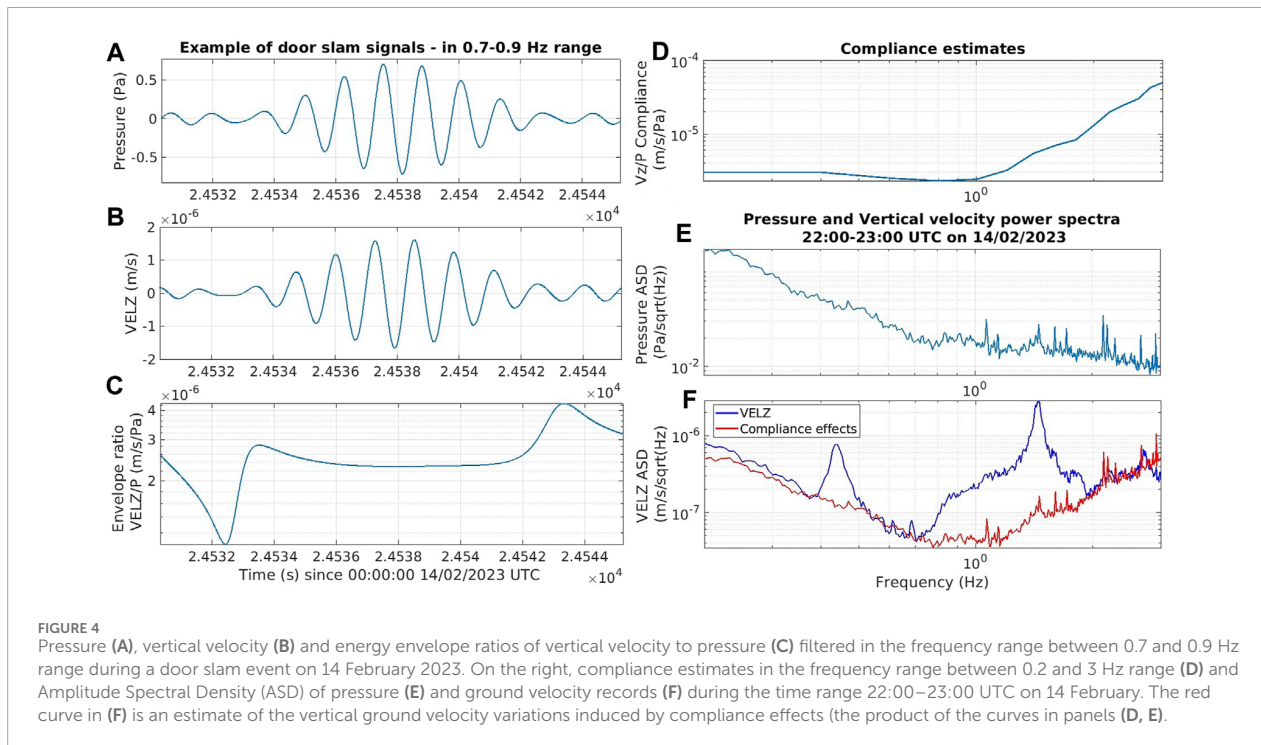 A
Example of door slam signals - in 0.7-0.9 Hz range
Pressure (Pa)
0.5
0
-0.5
2.4532 2.4534 2.4536 2.4538 2.454 2.4542 2.4544
×10⁴
B
×10⁻⁶
VELZ (m/s)
2
1
0
-1
-2
2.4532 2.4534 2.4536 2.4538 2.454 2.4542 2.4544
×10⁴
C
×10⁻⁶
Envelope ratio
VELZ/P (m/s/Pa)
4
3
2
2.4532 2.4534 2.4536 2.4538 2.454 2.4542 2.4544
Time (s) since 00:00:00 14/02/2023 UTC
×10⁴
D
Compliance estimates
Vz/P Compliance
(m/s/Pa)
10⁻⁴
10⁻⁵
10⁰
E
Pressure and Vertical velocity power spectra
22:00-23:00 UTC on 14/02/2023
Pressure ASD
(Pa/sqrt(Hz))
10⁻²
10⁰
F
VELZ
Compliance effects
VELZ ASD
(m/s/sqrt(Hz)
10⁻⁶
10⁻⁷
10⁰
Frequency (Hz)
FIGURE 4
Pressure (A), vertical velocity (B) and energy envelope ratios of vertical velocity to pressure (C) filtered in the frequency range between 0.7 and 0.9 Hz
range during a door slam event on 14 February 2023. On the right, compliance estimates in the frequency range between 0.2 and 3 Hz range (D) and
Amplitude Spectral Density (ASD) of pressure (E) and ground velocity records (F) during the time range 22:00–23:00 UTC on 14 February. The red
curve in (F) is an estimate of the vertical ground velocity variations induced by compliance effects (the product of the curves in panels (D, E).